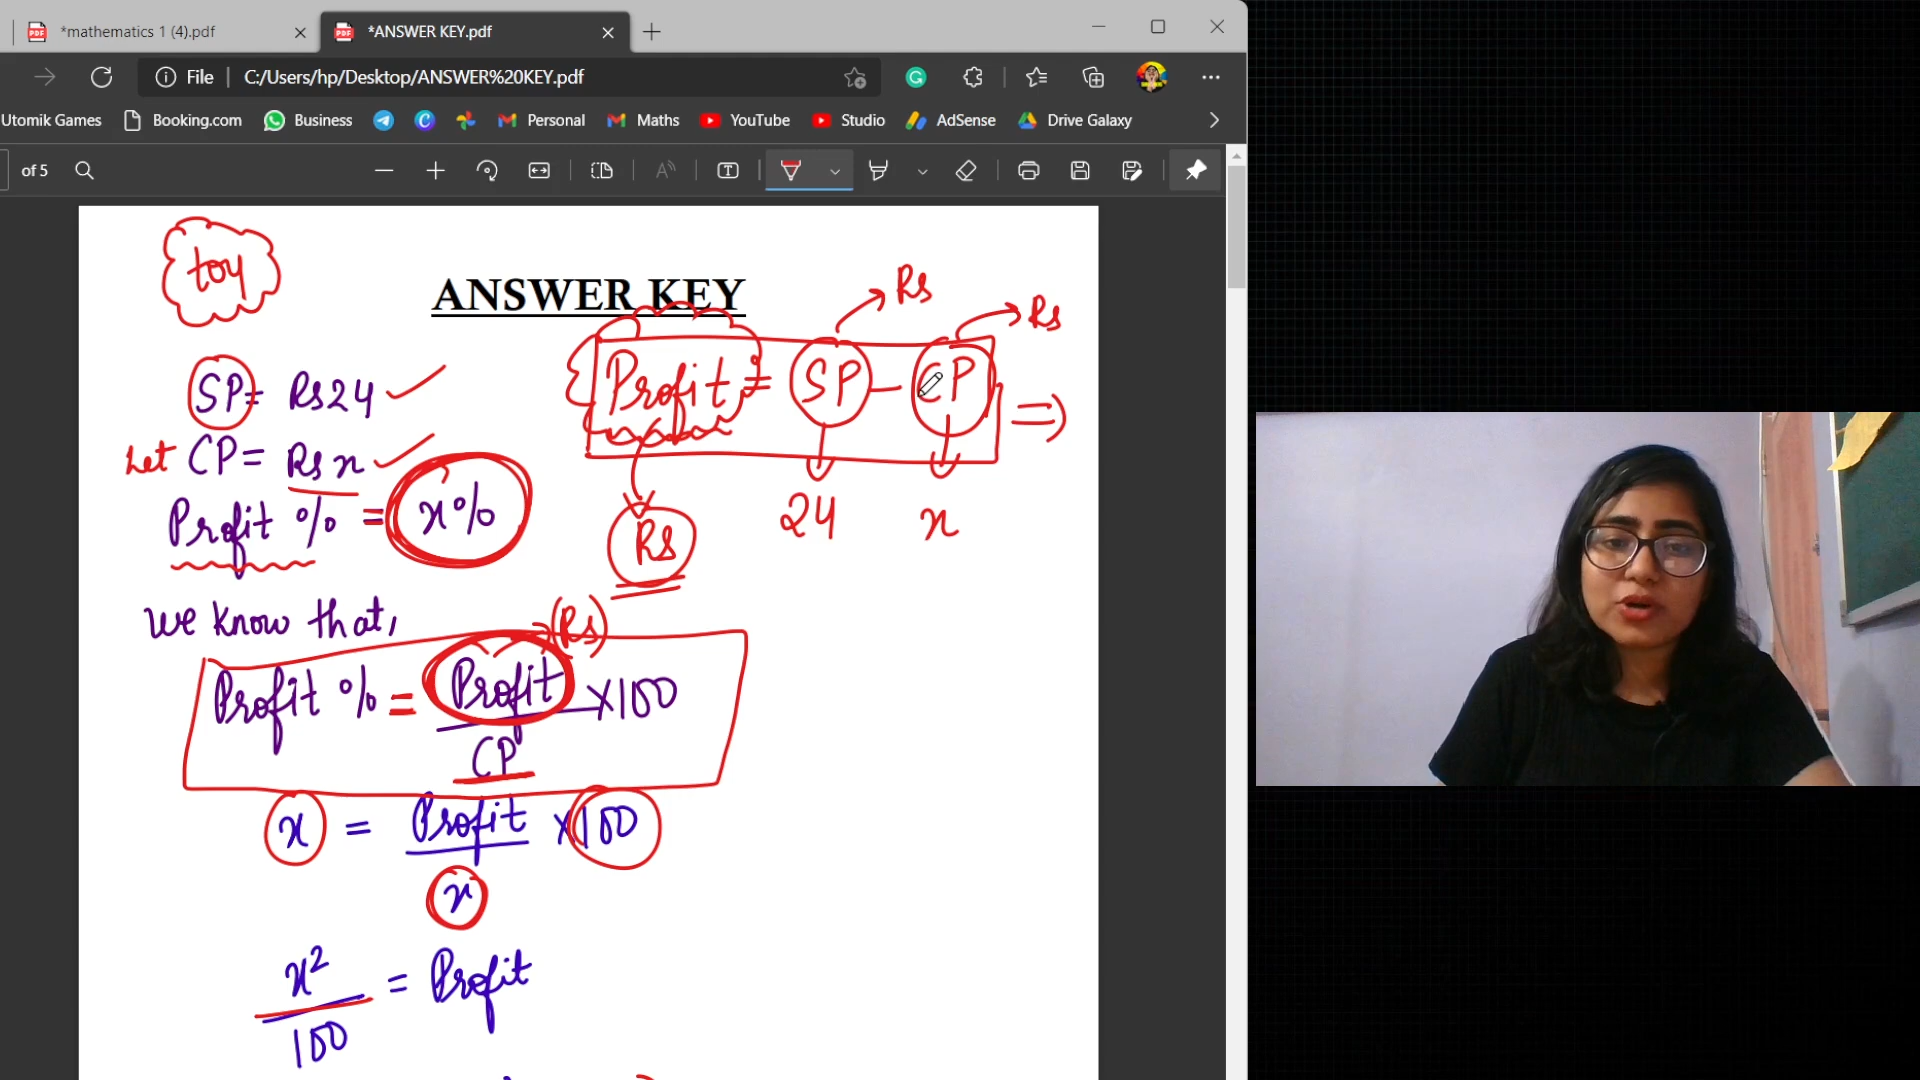 *mathematics 1 (4).pdf
*ANSWER KEY.pdf
File
C:/Users/hp/Desktop/ANSWER%20KEY.pdf
Utomik Games
Booking.com
Business
Personal
Maths
YouTube
Studio
AdSense
Drive Galaxy
of 5
toy
ANSWER KEY
Rs
Rs
Profit = SP - CP =>
SP = Rs 24
Let CP = Rs x
24 x
Profit % = x%
Rs
We know that,
(Rs)
Profit % = Profit / CP ×100
x = Profit / x ×100
x² / 100 = Profit